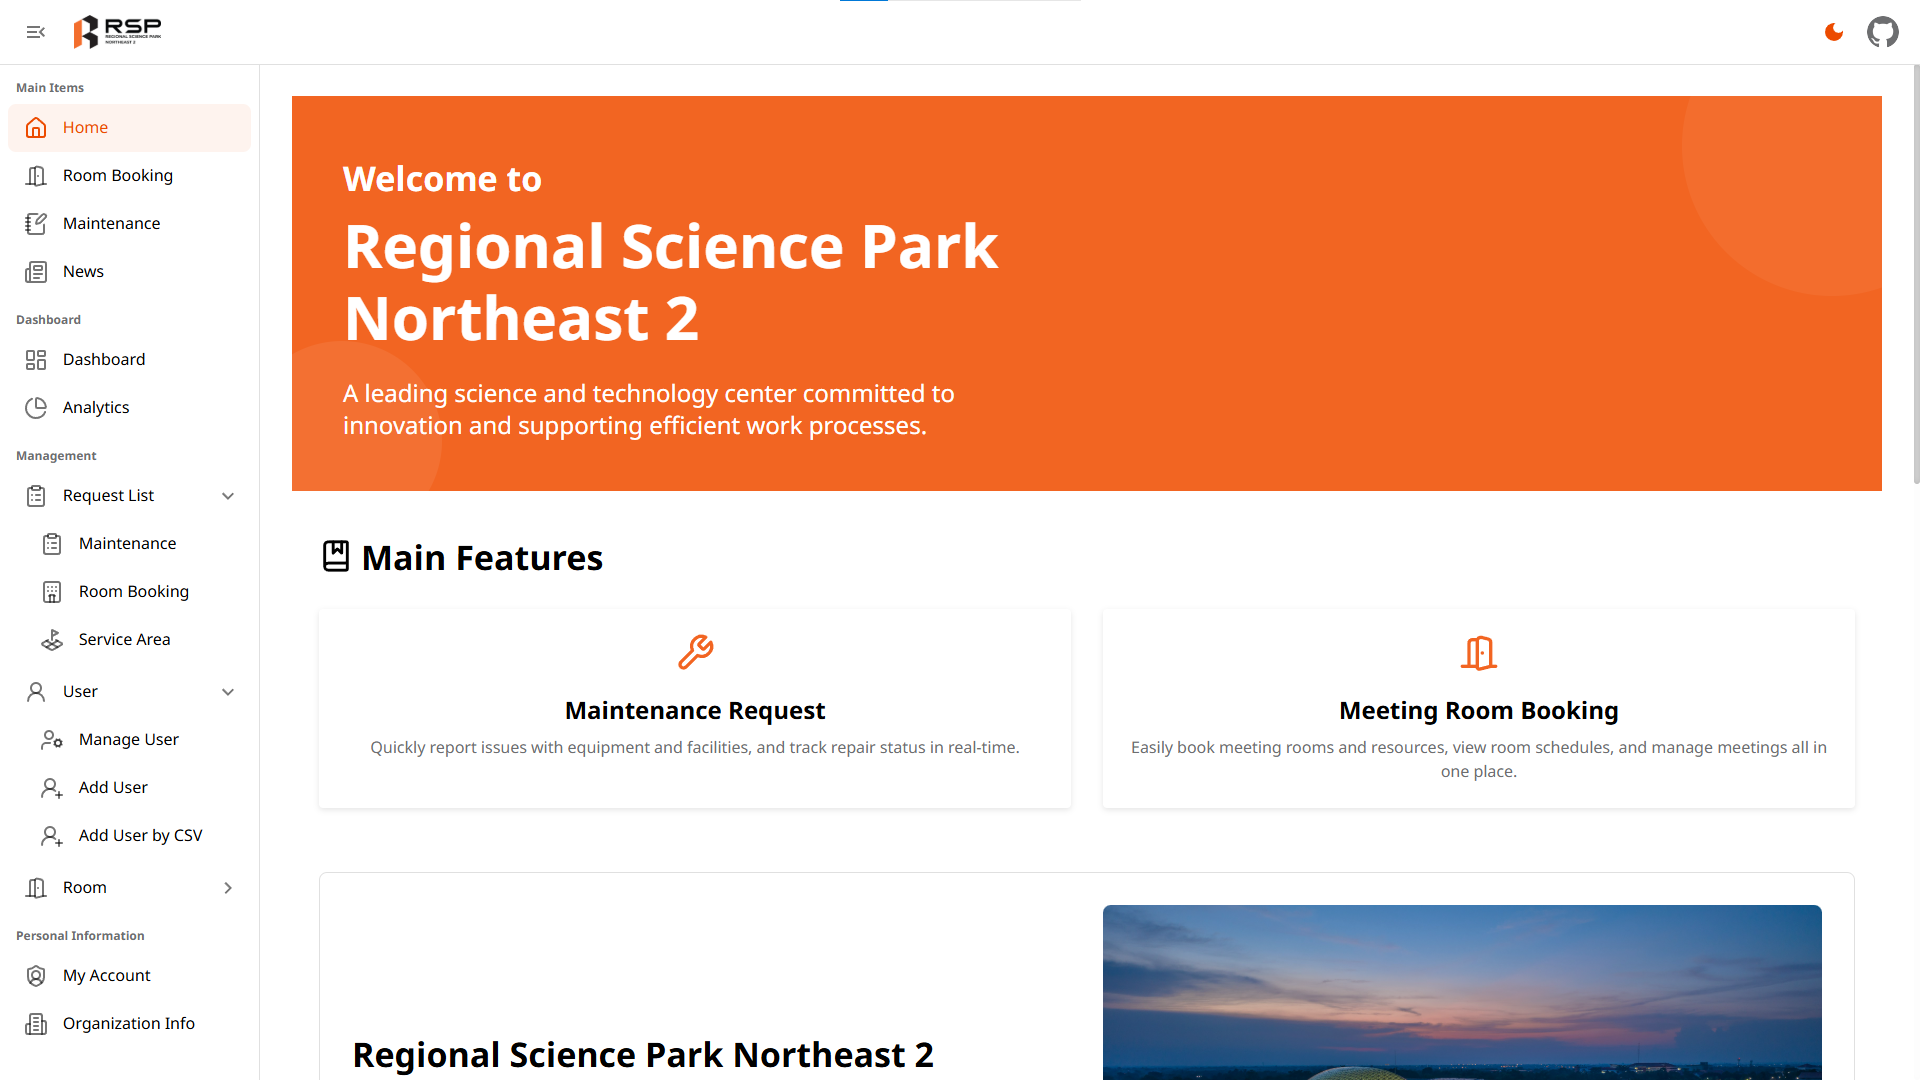 RSP
REGIONAL SCIENCE PARK
NORTHEAST 2
Main Items
Home
Room Booking
Maintenance
News
Dashboard
Dashboard
Analytics
Management
Request List
Maintenance
Room Booking
Service Area
User
Manage User
Add User
Add User by CSV
Room
Personal Information
My Account
Organization Info
Welcome to
Regional Science Park
Northeast 2
A leading science and technology center committed to
innovation and supporting efficient work processes.
Main Features
Maintenance Request
Quickly report issues with equipment and facilities, and track repair status in real-time.
Meeting Room Booking
Easily book meeting rooms and resources, view room schedules, and manage meetings all in
one place.
Regional Science Park Northeast 2